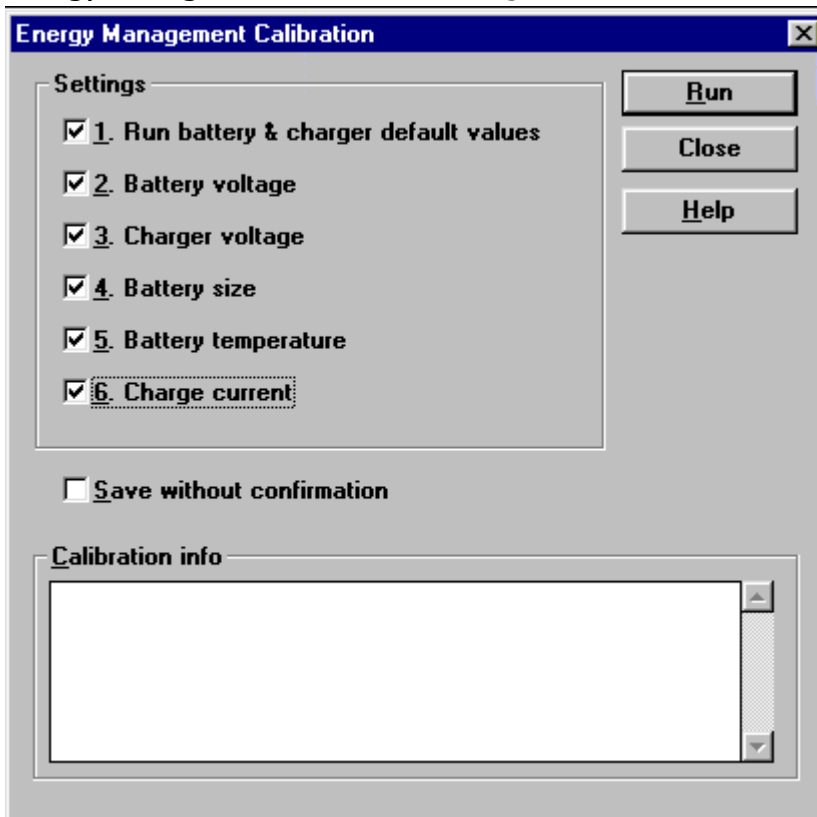 Energy Management Calibration
Settings
1. Run battery & charger default values
2. Battery voltage
3. Charger voltage
4. Battery size
5. Battery temperature
6. Charge current
Run
Close
Help
Save without confirmation
Calibration info